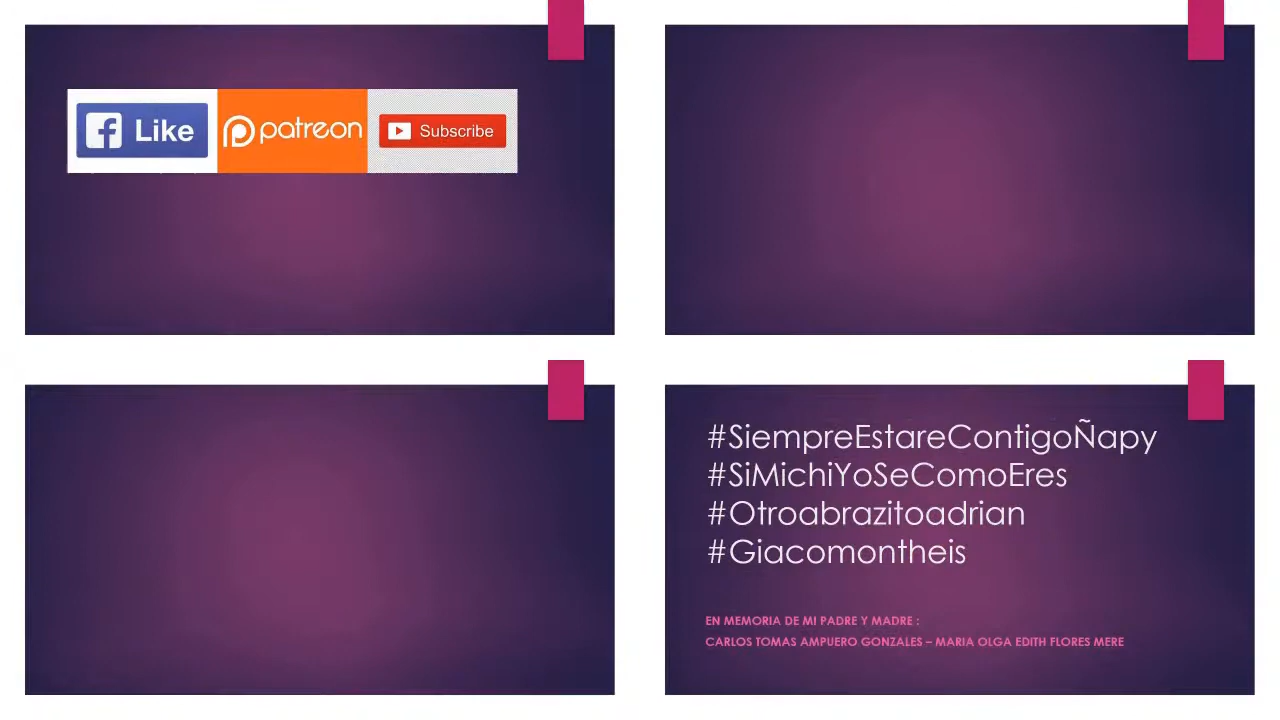 Like
patreon
Subscribe
#SiempreEstareContigoÑapy
#SiMichiYoSeComoEres
#Otroabrazitoadrian
#Giacomontheis
EN MEMORIA DE MI PADRE Y MADRE :
CARLOS TOMAS AMPUERO GONZALES – MARIA OLGA EDITH FLORES MERE